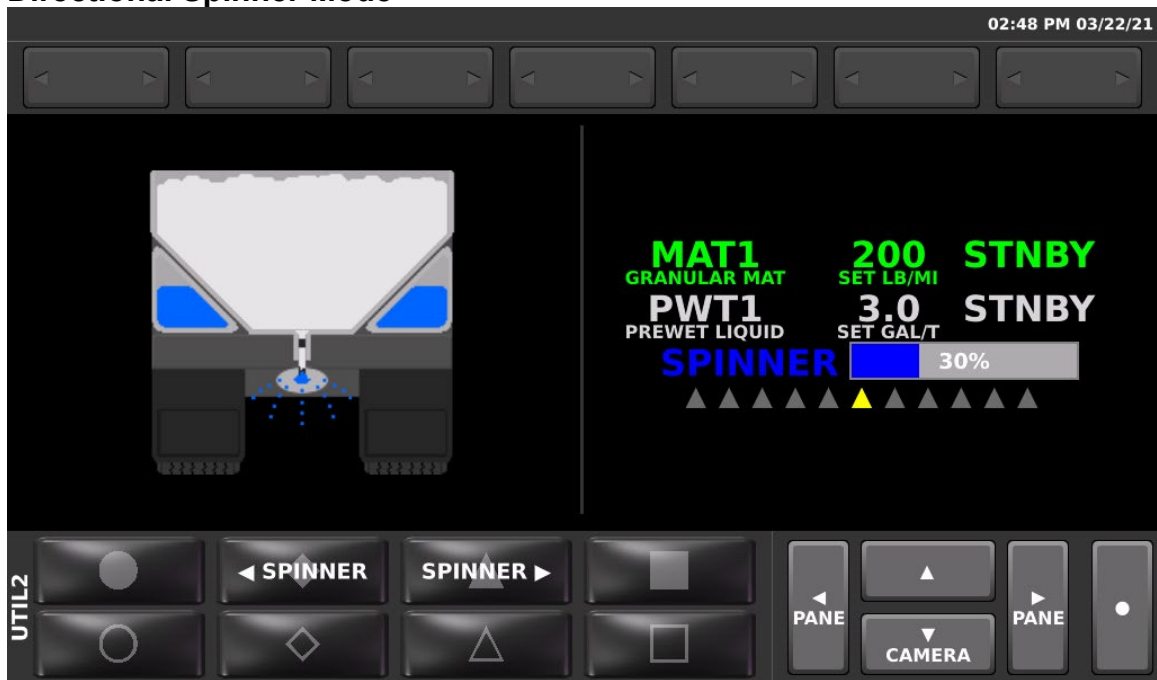 Directional Spinner Mode
02:48 PM 03/22/21
MAT1 200 STNBY
GRANULAR MAT SET LB/MI
PWT1 3.0 STNBY
PREWET LIQUID SET GAL/T
SPINNER 30%
UTIL2
◀ SPINNER SPINNER ▶
◀ PANE
▲
▼ CAMERA
▶ PANE